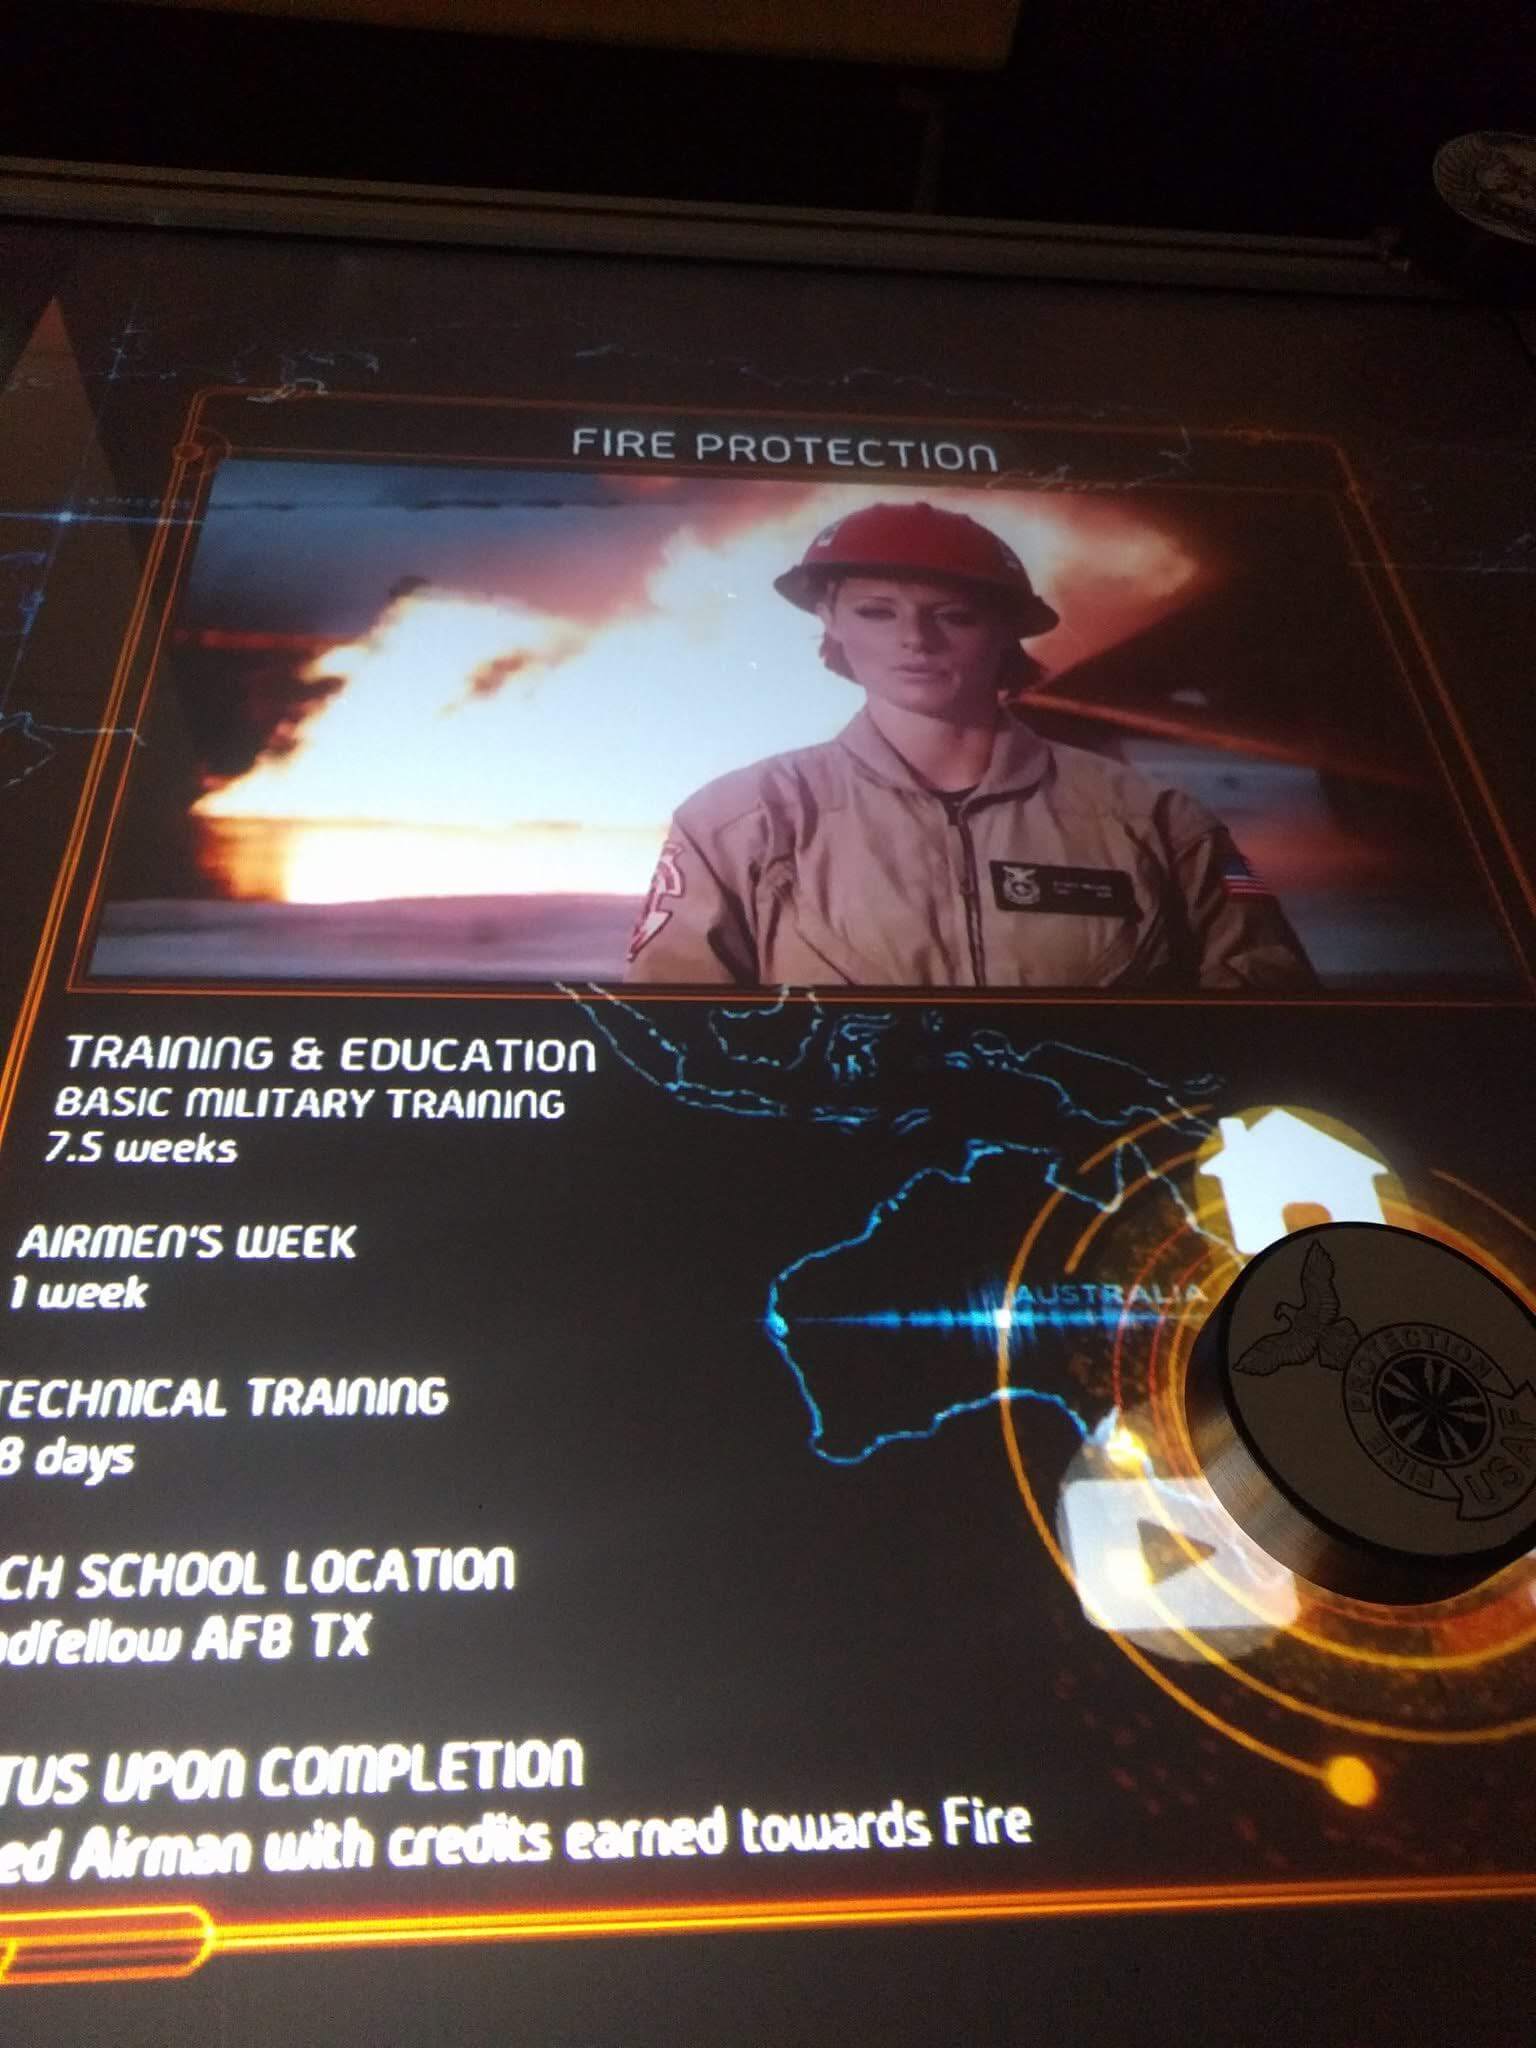 FIRE PROTECTION
TRAINING & EDUCATION
BASIC MILITARY TRAINING
7.5 weeks
AIRMEN'S WEEK
1 week
TECHNICAL TRAINING
8 days
CH SCHOOL LOCATION
odfellow AFB TX
TUS UPON COMPLETION
ed Airman with credits earned towards Fire
AUSTRALIA
PROTECTION
FIRE
USAF